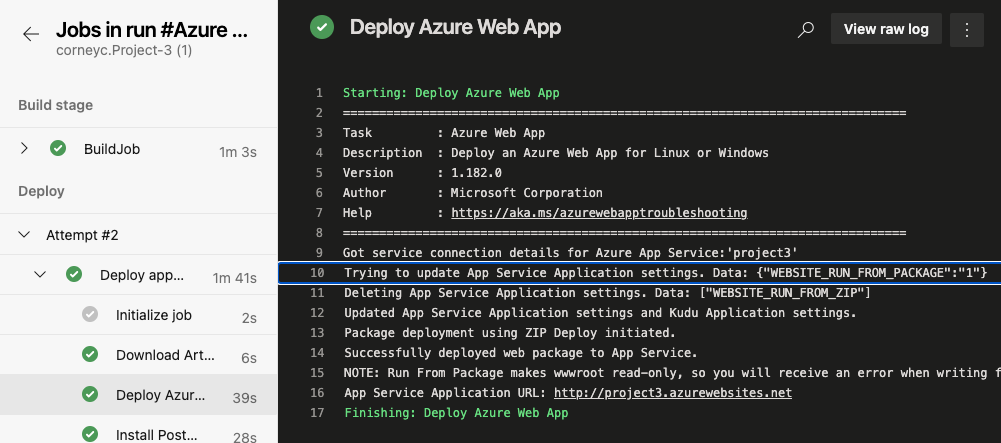 Jobs in run #Azure ...
corneyc.Project-3 (1)
Build stage
BuildJob 1m 3s
Deploy
Attempt #2
Deploy app... 1m 41s
Initialize job 2s
Download Art... 6s
Deploy Azur... 39s
Install Post... 28s
Deploy Azure Web App
View raw log
1 Starting: Deploy Azure Web App
2 ==============================================================================
3 Task : Azure Web App
4 Description : Deploy an Azure Web App for Linux or Windows
5 Version : 1.182.0
6 Author : Microsoft Corporation
7 Help : https://aka.ms/azurewebapptroubleshooting
8 ==============================================================================
9 Got service connection details for Azure App Service:'project3'
10 Trying to update App Service Application settings. Data: {"WEBSITE_RUN_FROM_PACKAGE":"1"}
11 Deleting App Service Application settings. Data: ["WEBSITE_RUN_FROM_ZIP"]
12 Updated App Service Application settings and Kudu Application settings.
13 Package deployment using ZIP Deploy initiated.
14 Successfully deployed web package to App Service.
15 NOTE: Run From Package makes wwwroot read-only, so you will receive an error when writing f
16 App Service Application URL: http://project3.azurewebsites.net
17 Finishing: Deploy Azure Web App